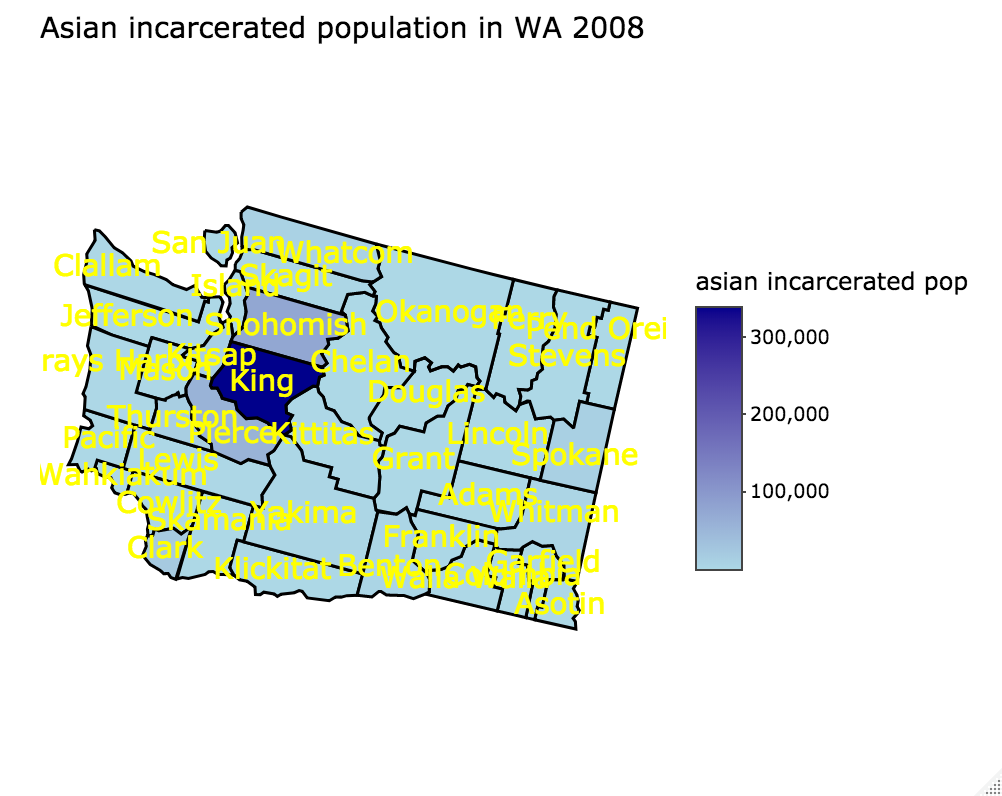 Asian incarcerated population in WA 2008
San Juan
Whatcom
Clallam
Skagit
Island
asian incarcerated pop
Jefferson
Snohomish
Okanogan
Ferry
Pend Orei
300,000
rays Harbor
Kitsap
Mason
Chelan
Stevens
King
Douglas
200,000
Thurston
Pacific
Pierce
Kittitas
Lincoln
Lewis
Grant
Spokane
Wahkiakum
Adams
100,000
Cowlitz
Skamania
Yakima
Whitman
Franklin
Clark
Garfield
Klickitat
Benton
Walla Walla
Asotin